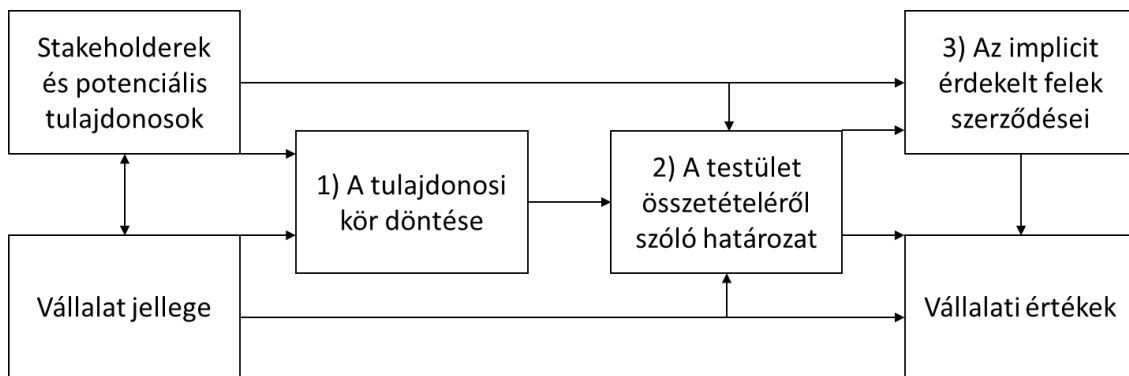 Stakeholderek
és potenciális
tulajdonosok
Vállalat jellege
1) A tulajdonosi
kör döntése
2) A testület
összetételéről
szóló határozat
3) Az implicit
érdekelt felek
szerződései
Vállalati értékek